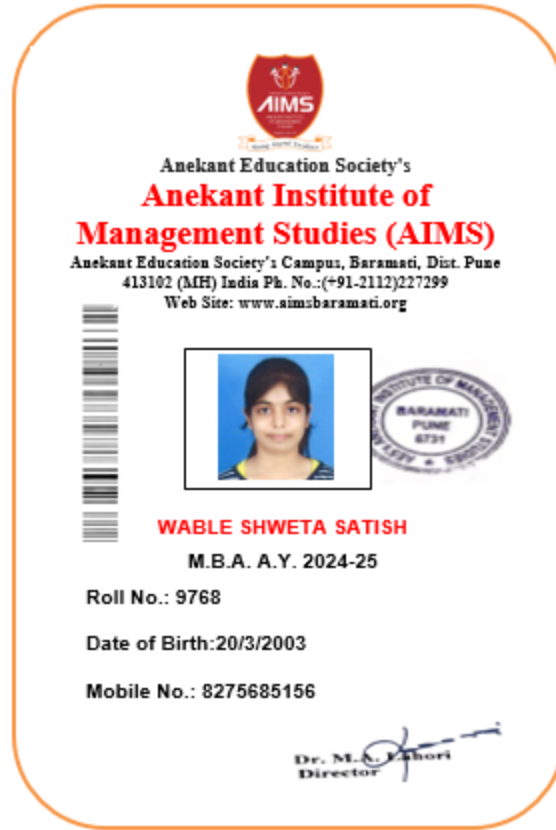 AIMS
Anekant Education Society's
Anekant Institute of
Management Studies (AIMS)
Anekant Education Society's Campus, Baramati, Dist. Pune
413102 (MH) India Ph. No.:(+91-2112)227299
Web Site: www.aimsbaramati.org
INSTITUTE OF MANAGEMENT STUDIES
BARAMATI
PUNE
6731
WABLE SHWETA SATISH
M.B.A. A.Y. 2024-25
Roll No.: 9768
Date of Birth:20/3/2003
Mobile No.: 8275685156
Dr. M.A. Lahori
Director